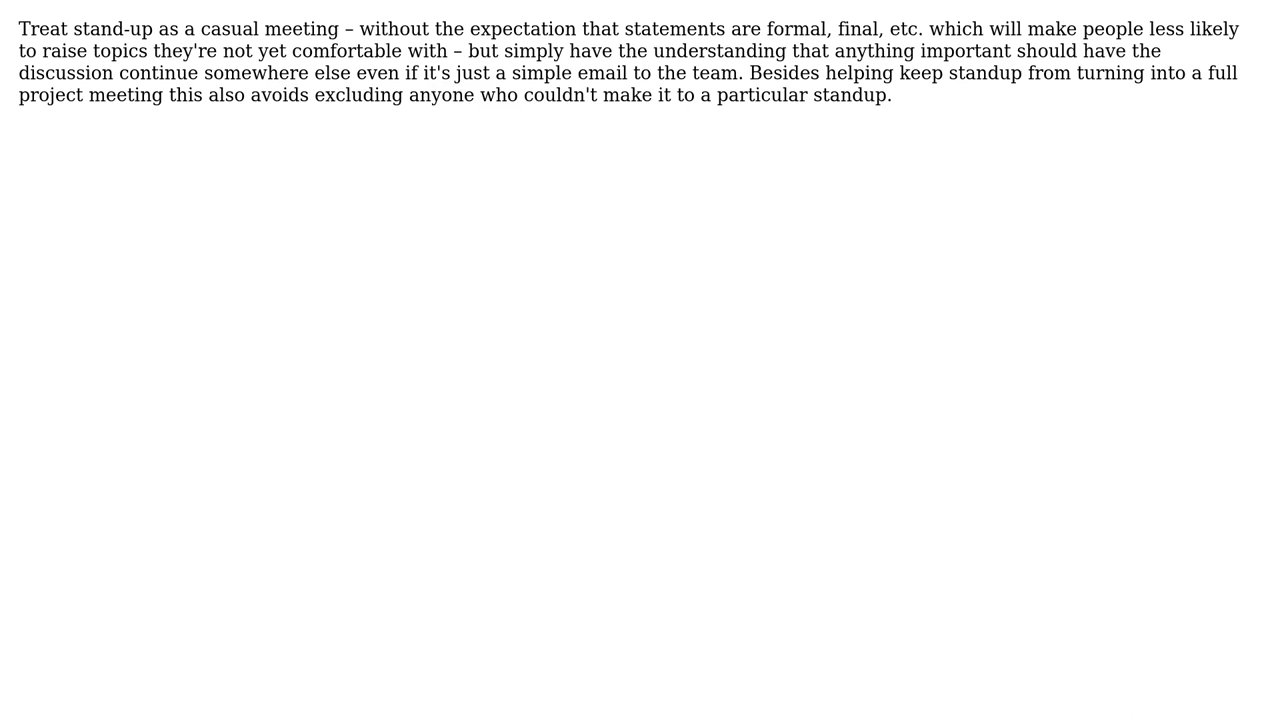 Treat stand-up as a casual meeting – without the expectation that statements are formal, final, etc. which will make people less likely
to raise topics they're not yet comfortable with – but simply have the understanding that anything important should have the
discussion continue somewhere else even if it's just a simple email to the team. Besides helping keep standup from turning into a full
project meeting this also avoids excluding anyone who couldn't make it to a particular standup.